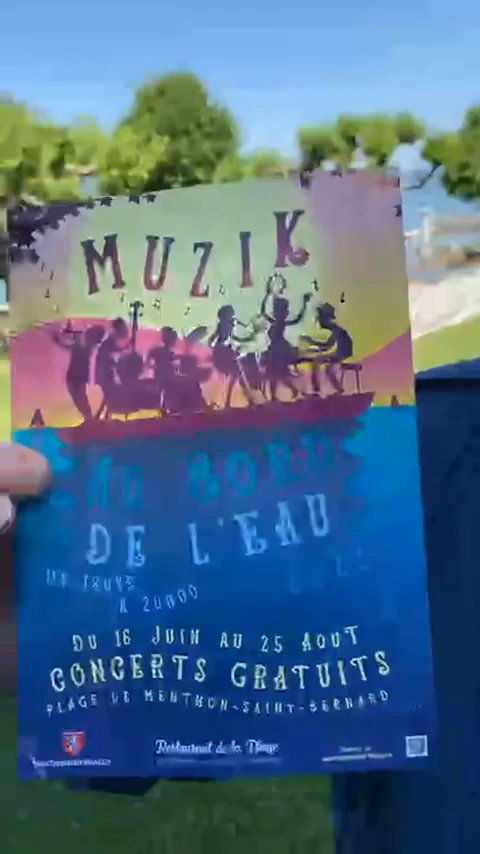 MUZIK
AU BORD
DE L'EAU
À 20H00
DU 16 JUIN AU 25 AOUT
CONCERTS GRATUITS
PLAGE DE MENTHON-SAINT-BERNARD
Restaurant de la Plage